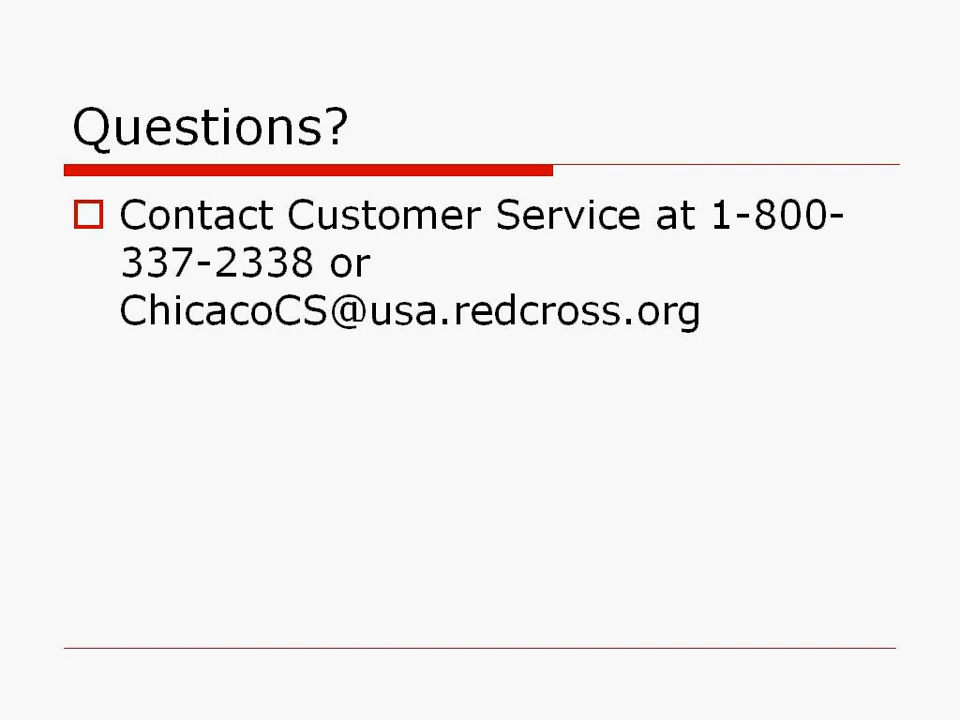 Questions?
Contact Customer Service at 1-800-
337-2338 or
ChicacoCS@usa.redcross.org